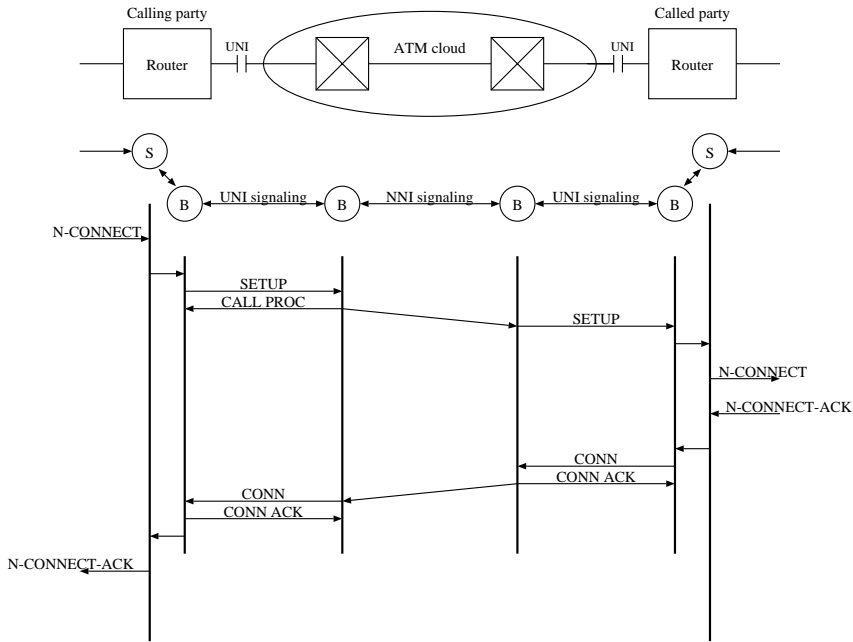 Calling party
Called party
UNI
UNI
ATM cloud
Router
Router
S
S
B
UNI signaling
B
NNI signaling
B
UNI signaling
B
N-CONNECT
SETUP
CALL PROC
SETUP
N-CONNECT
N-CONNECT-ACK
CONN
CONN ACK
CONN
CONN ACK
N-CONNECT-ACK